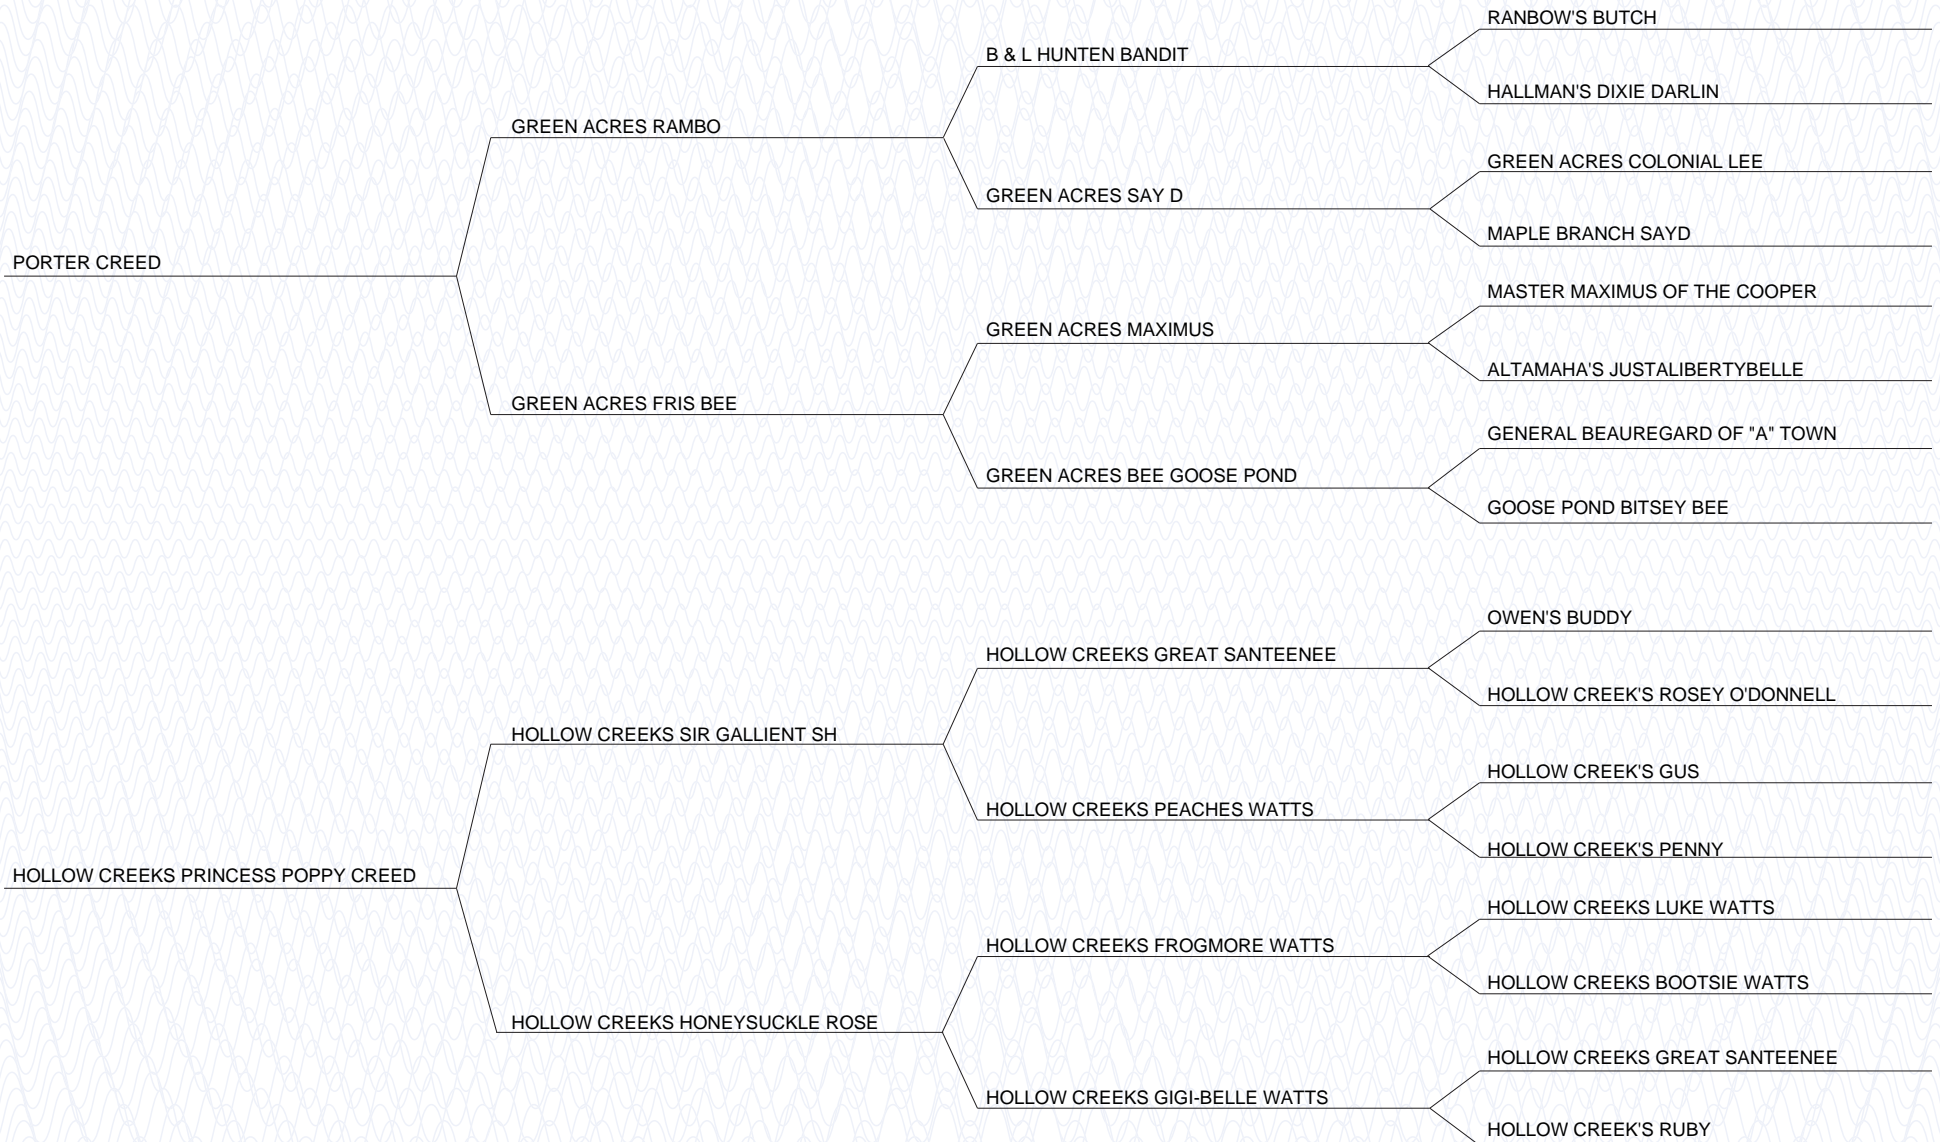 RANBOW'S BUTCH
B & L HUNTEN BANDIT
HALLMAN'S DIXIE DARLIN
GREEN ACRES RAMBO
GREEN ACRES COLONIAL LEE
GREEN ACRES SAY D
MAPLE BRANCH SAYD
PORTER CREED
MASTER MAXIMUS OF THE COOPER
GREEN ACRES MAXIMUS
ALTAMAHA'S JUSTALIBERTYBELLE
GREEN ACRES FRIS BEE
GENERAL BEAUREGARD OF "A" TOWN
GREEN ACRES BEE GOOSE POND
GOOSE POND BITSEY BEE
OWEN'S BUDDY
HOLLOW CREEKS GREAT SANTEENEE
HOLLOW CREEK'S ROSEY O'DONNELL
HOLLOW CREEKS SIR GALLIENT SH
HOLLOW CREEK'S GUS
HOLLOW CREEKS PEACHES WATTS
HOLLOW CREEK'S PENNY
HOLLOW CREEKS PRINCESS POPPY CREED
HOLLOW CREEKS LUKE WATTS
HOLLOW CREEKS FROGMORE WATTS
HOLLOW CREEKS BOOTSIE WATTS
HOLLOW CREEKS HONEYSUCKLE ROSE
HOLLOW CREEKS GREAT SANTEENEE
HOLLOW CREEKS GIGI-BELLE WATTS
HOLLOW CREEK'S RUBY